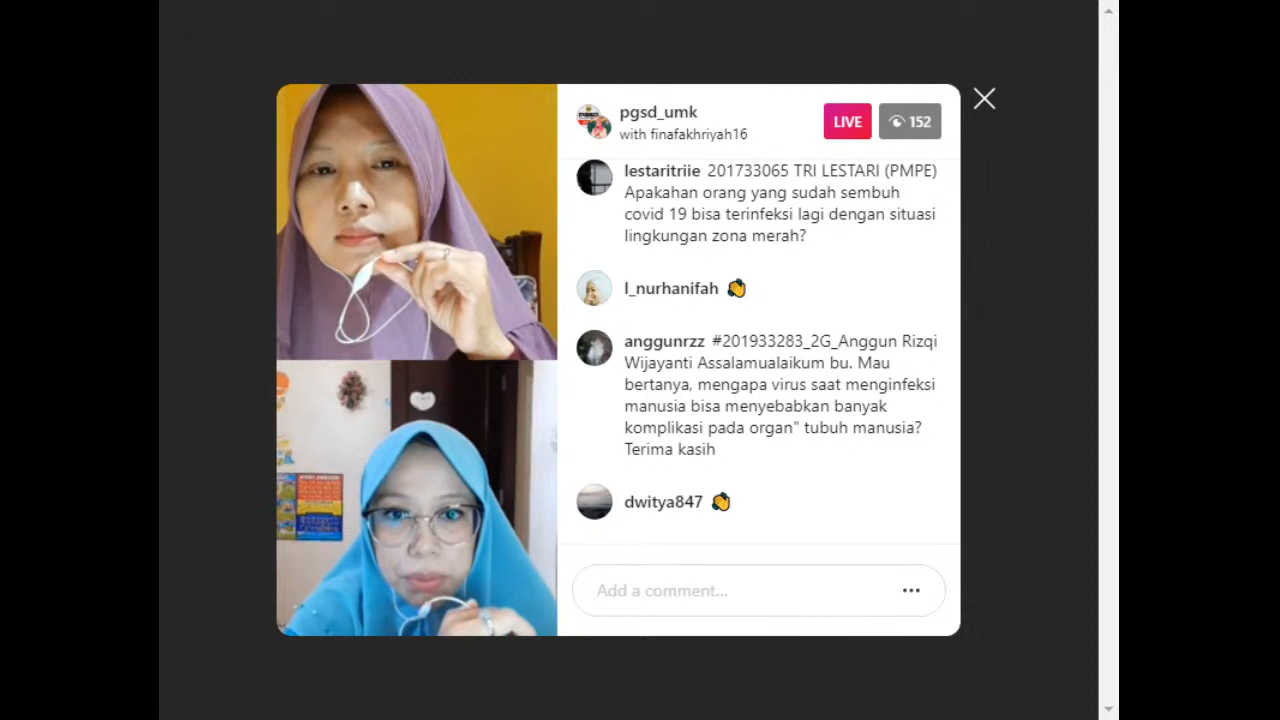 pgsd_umk
with finafakhriyah16
LIVE
152
lestaritriie 201733065 TRI LESTARI (PMPE)
Apakahan orang yang sudah sembuh
covid 19 bisa terinfeksi lagi dengan situasi
lingkungan zona merah?
l_nurhanifah
anggunrzz #201933283_2G_Anggun Rizqi
Wijayanti Assalamualaikum bu. Mau
bertanya, mengapa virus saat menginfeksi
manusia bisa menyebabkan banyak
komplikasi pada organ" tubuh manusia?
Terima kasih
dwitya847
Add a comment...